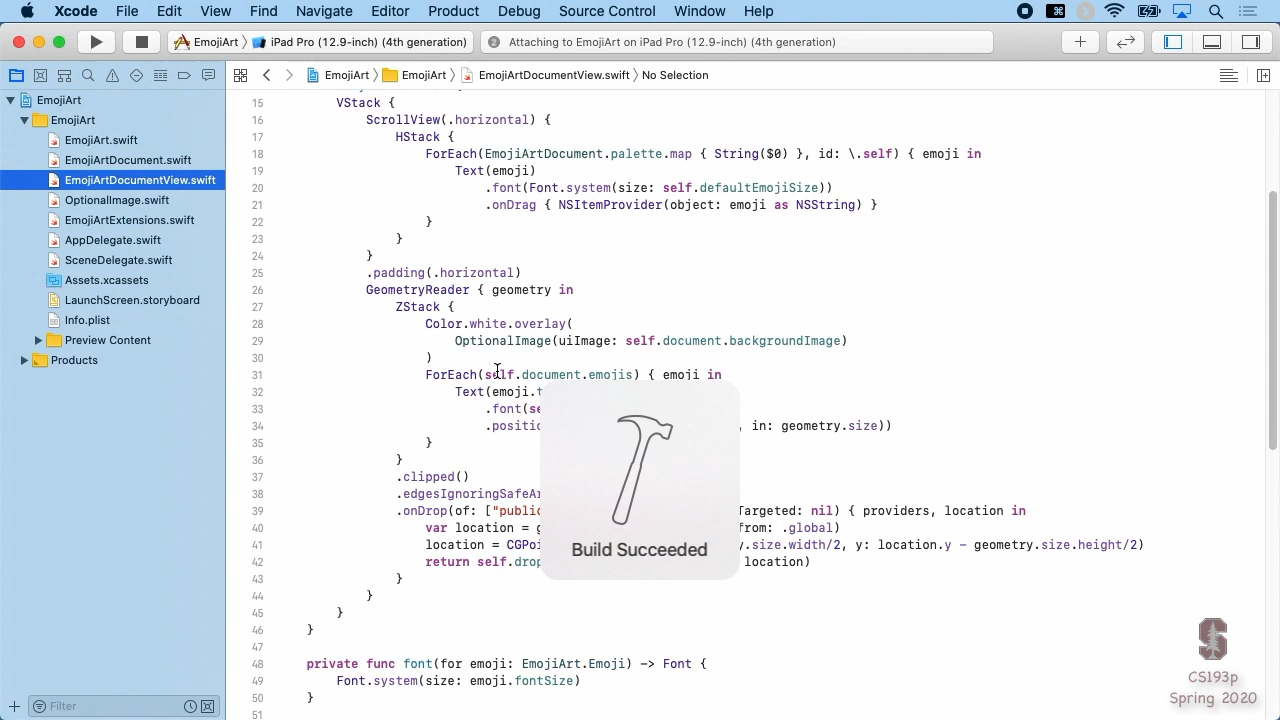 Xcode File Edit View Find Navigate Editor Product Debug Source Control Window Help
EmojiArt iPad Pro (12.9-inch) (4th generation) 2 Attaching to EmojiArt on iPad Pro (12.9-inch) (4th generation)
EmojiArt EmojiArt EmojiArtDocumentView.swift No Selection
EmojiArt
EmojiArt
EmojiArt.swift
EmojiArtDocument.swift
EmojiArtDocumentView.swift
OptionalImage.swift
EmojiArtExtensions.swift
AppDelegate.swift
SceneDelegate.swift
Assets.xcassets
LaunchScreen.storyboard
Info.plist
Preview Content
Products
Filter
15 VStack {
16 ScrollView(.horizontal) {
17 HStack {
18 ForEach(EmojiArtDocument.palette.map { String($0) }, id: \.self) { emoji in
19 Text(emoji)
20 .font(Font.system(size: self.defaultEmojiSize))
21 .onDrag { NSItemProvider(object: emoji as NSString) }
22 }
23 }
24 }
25 .padding(.horizontal)
26 GeometryReader { geometry in
27 ZStack {
28 Color.white.overlay(
29 OptionalImage(uiImage: self.document.backgroundImage)
30 )
31 ForEach(self.document.emojis) { emoji in
32 Text(emoji.t
33 .font(se
34 .positio , in: geometry.size))
35 }
36 }
37 .clipped()
38 .edgesIgnoringSafeAr
39 .onDrop(of: ["public Targeted: nil) { providers, location in
40 var location = g from: .global)
41 location = CGPoi y.size.width/2, y: location.y - geometry.size.height/2)
42 return self.drop location)
43 }
44 }
45 }
46 }
47
48 private func font(for emoji: EmojiArt.Emoji) -> Font {
49 Font.system(size: emoji.fontSize)
50 }
51
Build Succeeded
S
CS193p
Spring 2020